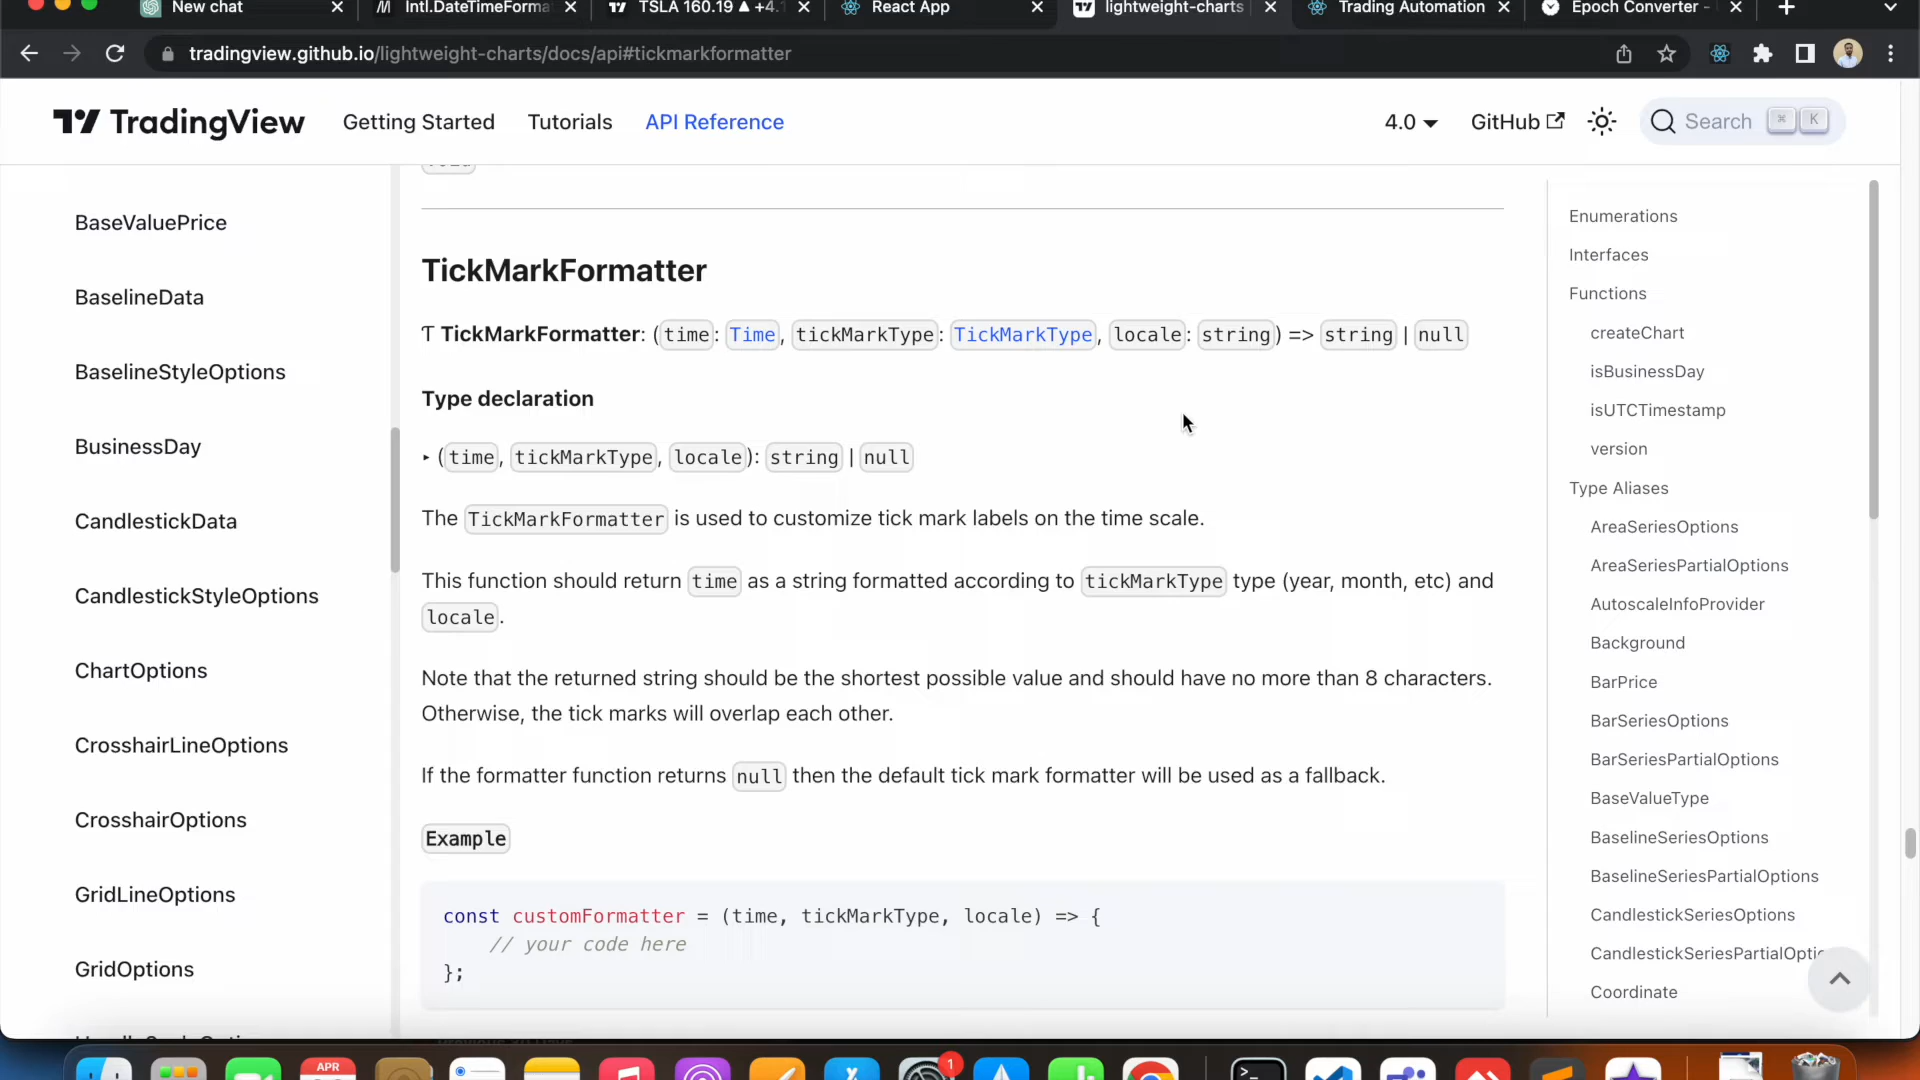 New chat
Intl.DateTimeForma
TSLA 160.19 ▲ +4.
React App
lightweight-charts
Trading Automation
Epoch Converter -
tradingview.github.io/lightweight-charts/docs/api#tickmarkformatter
TradingView
Getting Started
Tutorials
API Reference
4.0
GitHub
Search
⌘
K
BaseValuePrice
BaselineData
BaselineStyleOptions
BusinessDay
CandlestickData
CandlestickStyleOptions
ChartOptions
CrosshairLineOptions
CrosshairOptions
GridLineOptions
GridOptions
TickMarkFormatter
Ƭ TickMarkFormatter: (time: Time, tickMarkType: TickMarkType, locale: string) => string | null
Type declaration
▸ (time, tickMarkType, locale): string | null
The TickMarkFormatter is used to customize tick mark labels on the time scale.
This function should return time as a string formatted according to tickMarkType type (year, month, etc) and
locale.
Note that the returned string should be the shortest possible value and should have no more than 8 characters.
Otherwise, the tick marks will overlap each other.
If the formatter function returns null then the default tick mark formatter will be used as a fallback.
Example
const customFormatter = (time, tickMarkType, locale) => {
// your code here
};
Enumerations
Interfaces
Functions
createChart
isBusinessDay
isUTCTimestamp
version
Type Aliases
AreaSeriesOptions
AreaSeriesPartialOptions
AutoscaleInfoProvider
Background
BarPrice
BarSeriesOptions
BarSeriesPartialOptions
BaseValueType
BaselineSeriesOptions
BaselineSeriesPartialOptions
CandlestickSeriesOptions
CandlestickSeriesPartialOptio
Coordinate
APR
1